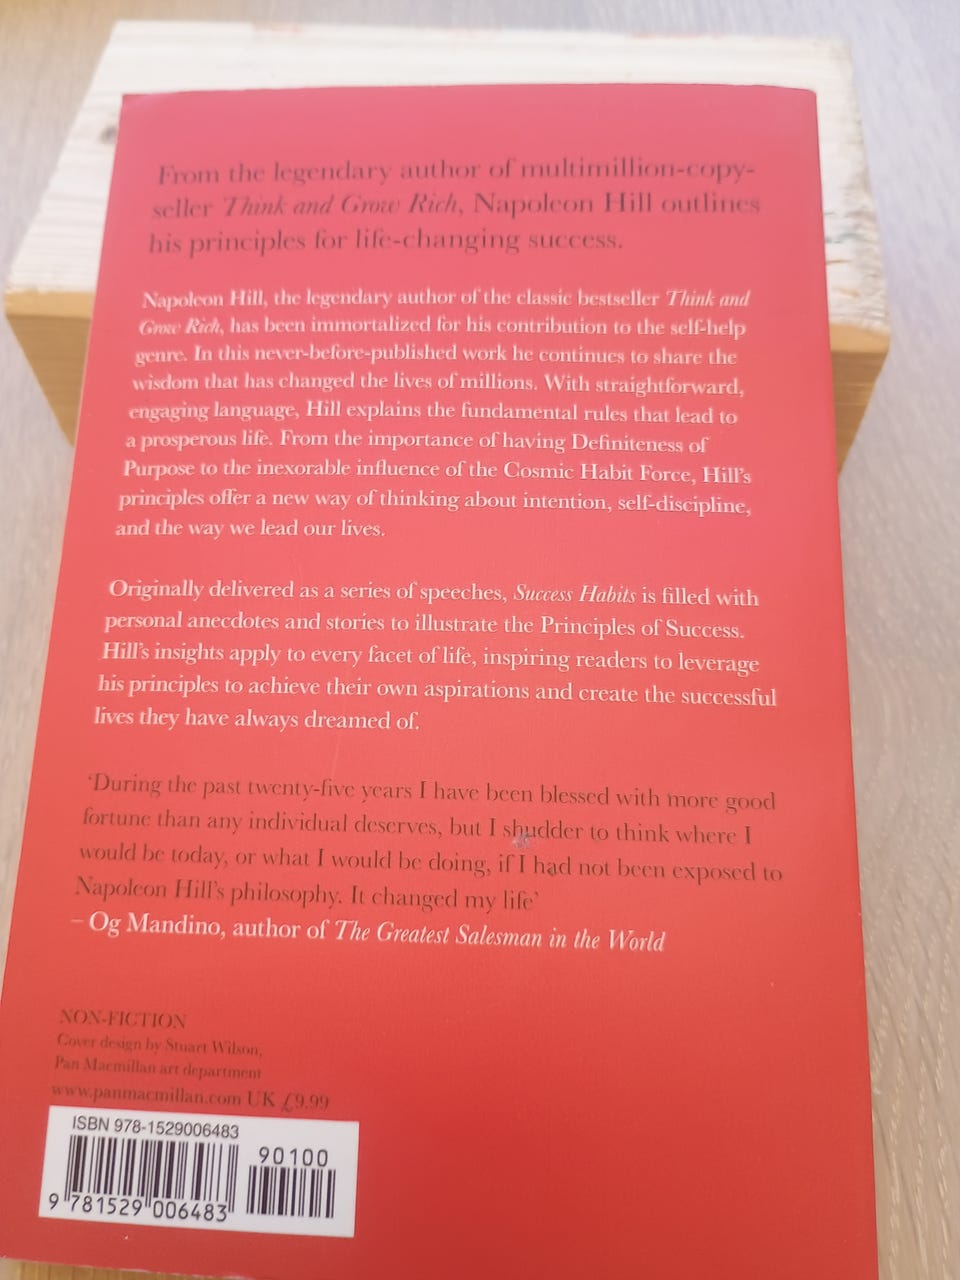 From the legendary author of multimillion-copy-
seller Think and Grow Rich, Napoleon Hill outlines
his principles for life-changing success.
Napoleon Hill, the legendary author of the classic bestseller Think and
Grow Rich, has been immortalized for his contribution to the self-help
genre. In this never-before-published work he continues to share the
wisdom that has changed the lives of millions. With straightforward,
engaging language, Hill explains the fundamental rules that lead to
a prosperous life. From the importance of having Definiteness of
Purpose to the inexorable influence of the Cosmic Habit Force, Hill's
principles offer a new way of thinking about intention, self-discipline,
and the way we lead our lives.
Originally delivered as a series of speeches, Success Habits is filled with
personal anecdotes and stories to illustrate the Principles of Success.
Hill's insights apply to every facet of life, inspiring readers to leverage
his principles to achieve their own aspirations and create the successful
lives they have always dreamed of.
'During the past twenty-five years I have been blessed with more good
fortune than any individual deserves, but I shudder to think where I
would be today, or what I would be doing, if I had not been exposed to
Napoleon Hill's philosophy. It changed my life'
– Og Mandino, author of The Greatest Salesman in the World
NON-FICTION
Cover design by Stuart Wilson,
Pan Macmillan art department
www.panmacmillan.com UK £9.99
ISBN 978-1529006483
90100
9 781529 006483